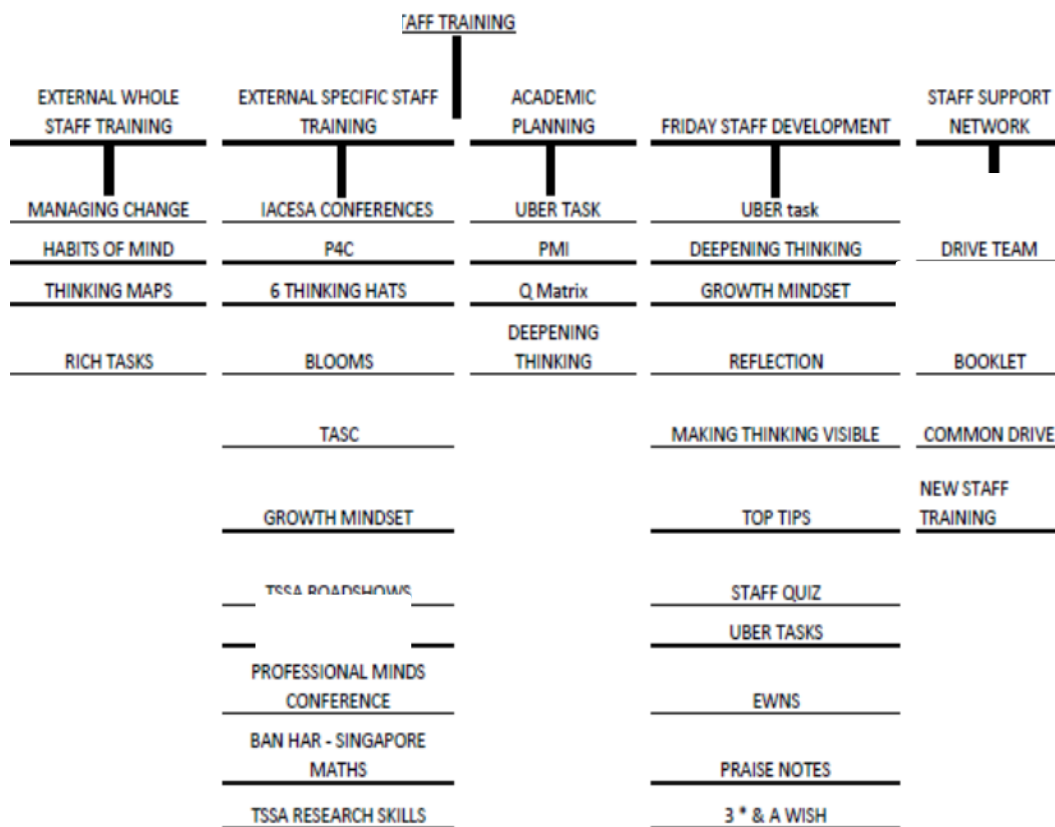 TAFF TRAINING
EXTERNAL WHOLE
STAFF TRAINING
MANAGING CHANGE
HABITS OF MIND
THINKING MAPS
RICH TASKS
EXTERNAL SPECIFIC STAFF
TRAINING
IACESA CONFERENCES
P4C
6 THINKING HATS
BLOOMS
TASC
GROWTH MINDSET
TSSA ROADSHOWS
PROFESSIONAL MINDS
CONFERENCE
BAN HAR - SINGAPORE
MATHS
TSSA RESEARCH SKILLS
ACADEMIC
PLANNING
UBER TASK
PMI
Q Matrix
DEEPENING
THINKING
FRIDAY STAFF DEVELOPMENT
UBER task
DEEPENING THINKING
GROWTH MINDSET
REFLECTION
MAKING THINKING VISIBLE
TOP TIPS
STAFF QUIZ
UBER TASKS
EWNS
PRAISE NOTES
3 * & A WISH
STAFF SUPPORT
NETWORK
DRIVE TEAM
BOOKLET
COMMON DRIVE
NEW STAFF
TRAINING